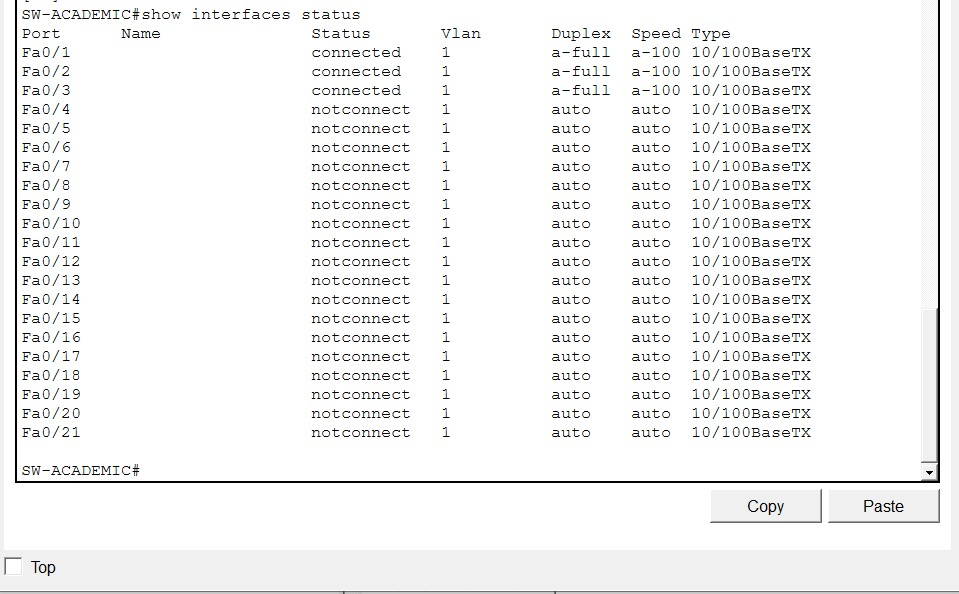 SW-ACADEMIC#show interfaces status
Port Name Status Vlan Duplex Speed Type
Fa0/1 connected 1 a-full a-100 10/100BaseTX
Fa0/2 connected 1 a-full a-100 10/100BaseTX
Fa0/3 connected 1 a-full a-100 10/100BaseTX
Fa0/4 notconnect 1 auto auto 10/100BaseTX
Fa0/5 notconnect 1 auto auto 10/100BaseTX
Fa0/6 notconnect 1 auto auto 10/100BaseTX
Fa0/7 notconnect 1 auto auto 10/100BaseTX
Fa0/8 notconnect 1 auto auto 10/100BaseTX
Fa0/9 notconnect 1 auto auto 10/100BaseTX
Fa0/10 notconnect 1 auto auto 10/100BaseTX
Fa0/11 notconnect 1 auto auto 10/100BaseTX
Fa0/12 notconnect 1 auto auto 10/100BaseTX
Fa0/13 notconnect 1 auto auto 10/100BaseTX
Fa0/14 notconnect 1 auto auto 10/100BaseTX
Fa0/15 notconnect 1 auto auto 10/100BaseTX
Fa0/16 notconnect 1 auto auto 10/100BaseTX
Fa0/17 notconnect 1 auto auto 10/100BaseTX
Fa0/18 notconnect 1 auto auto 10/100BaseTX
Fa0/19 notconnect 1 auto auto 10/100BaseTX
Fa0/20 notconnect 1 auto auto 10/100BaseTX
Fa0/21 notconnect 1 auto auto 10/100BaseTX
SW-ACADEMIC#
Copy Paste
Top